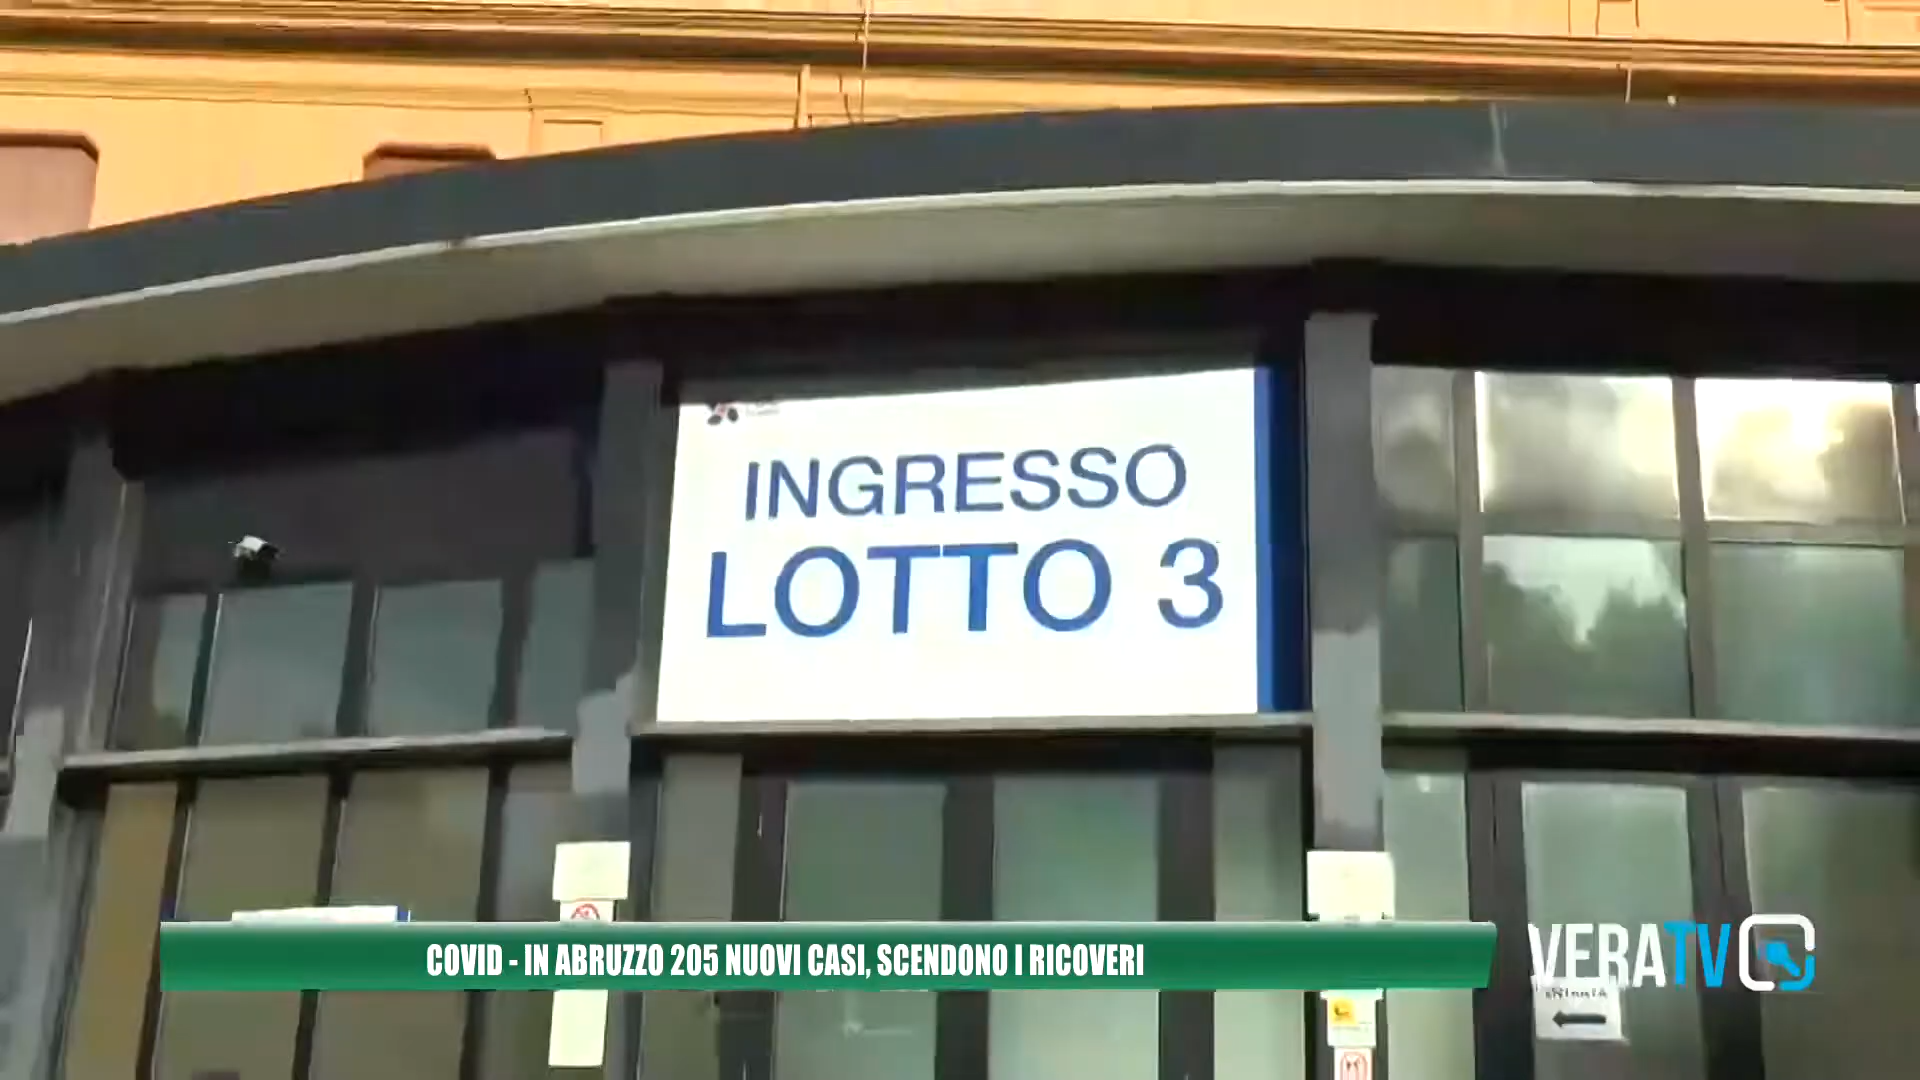 INGRESSO
LOTTO 3
COVID - IN ABRUZZO 205 NUOVI CASI, SCENDONO I RICOVERI
VERATV